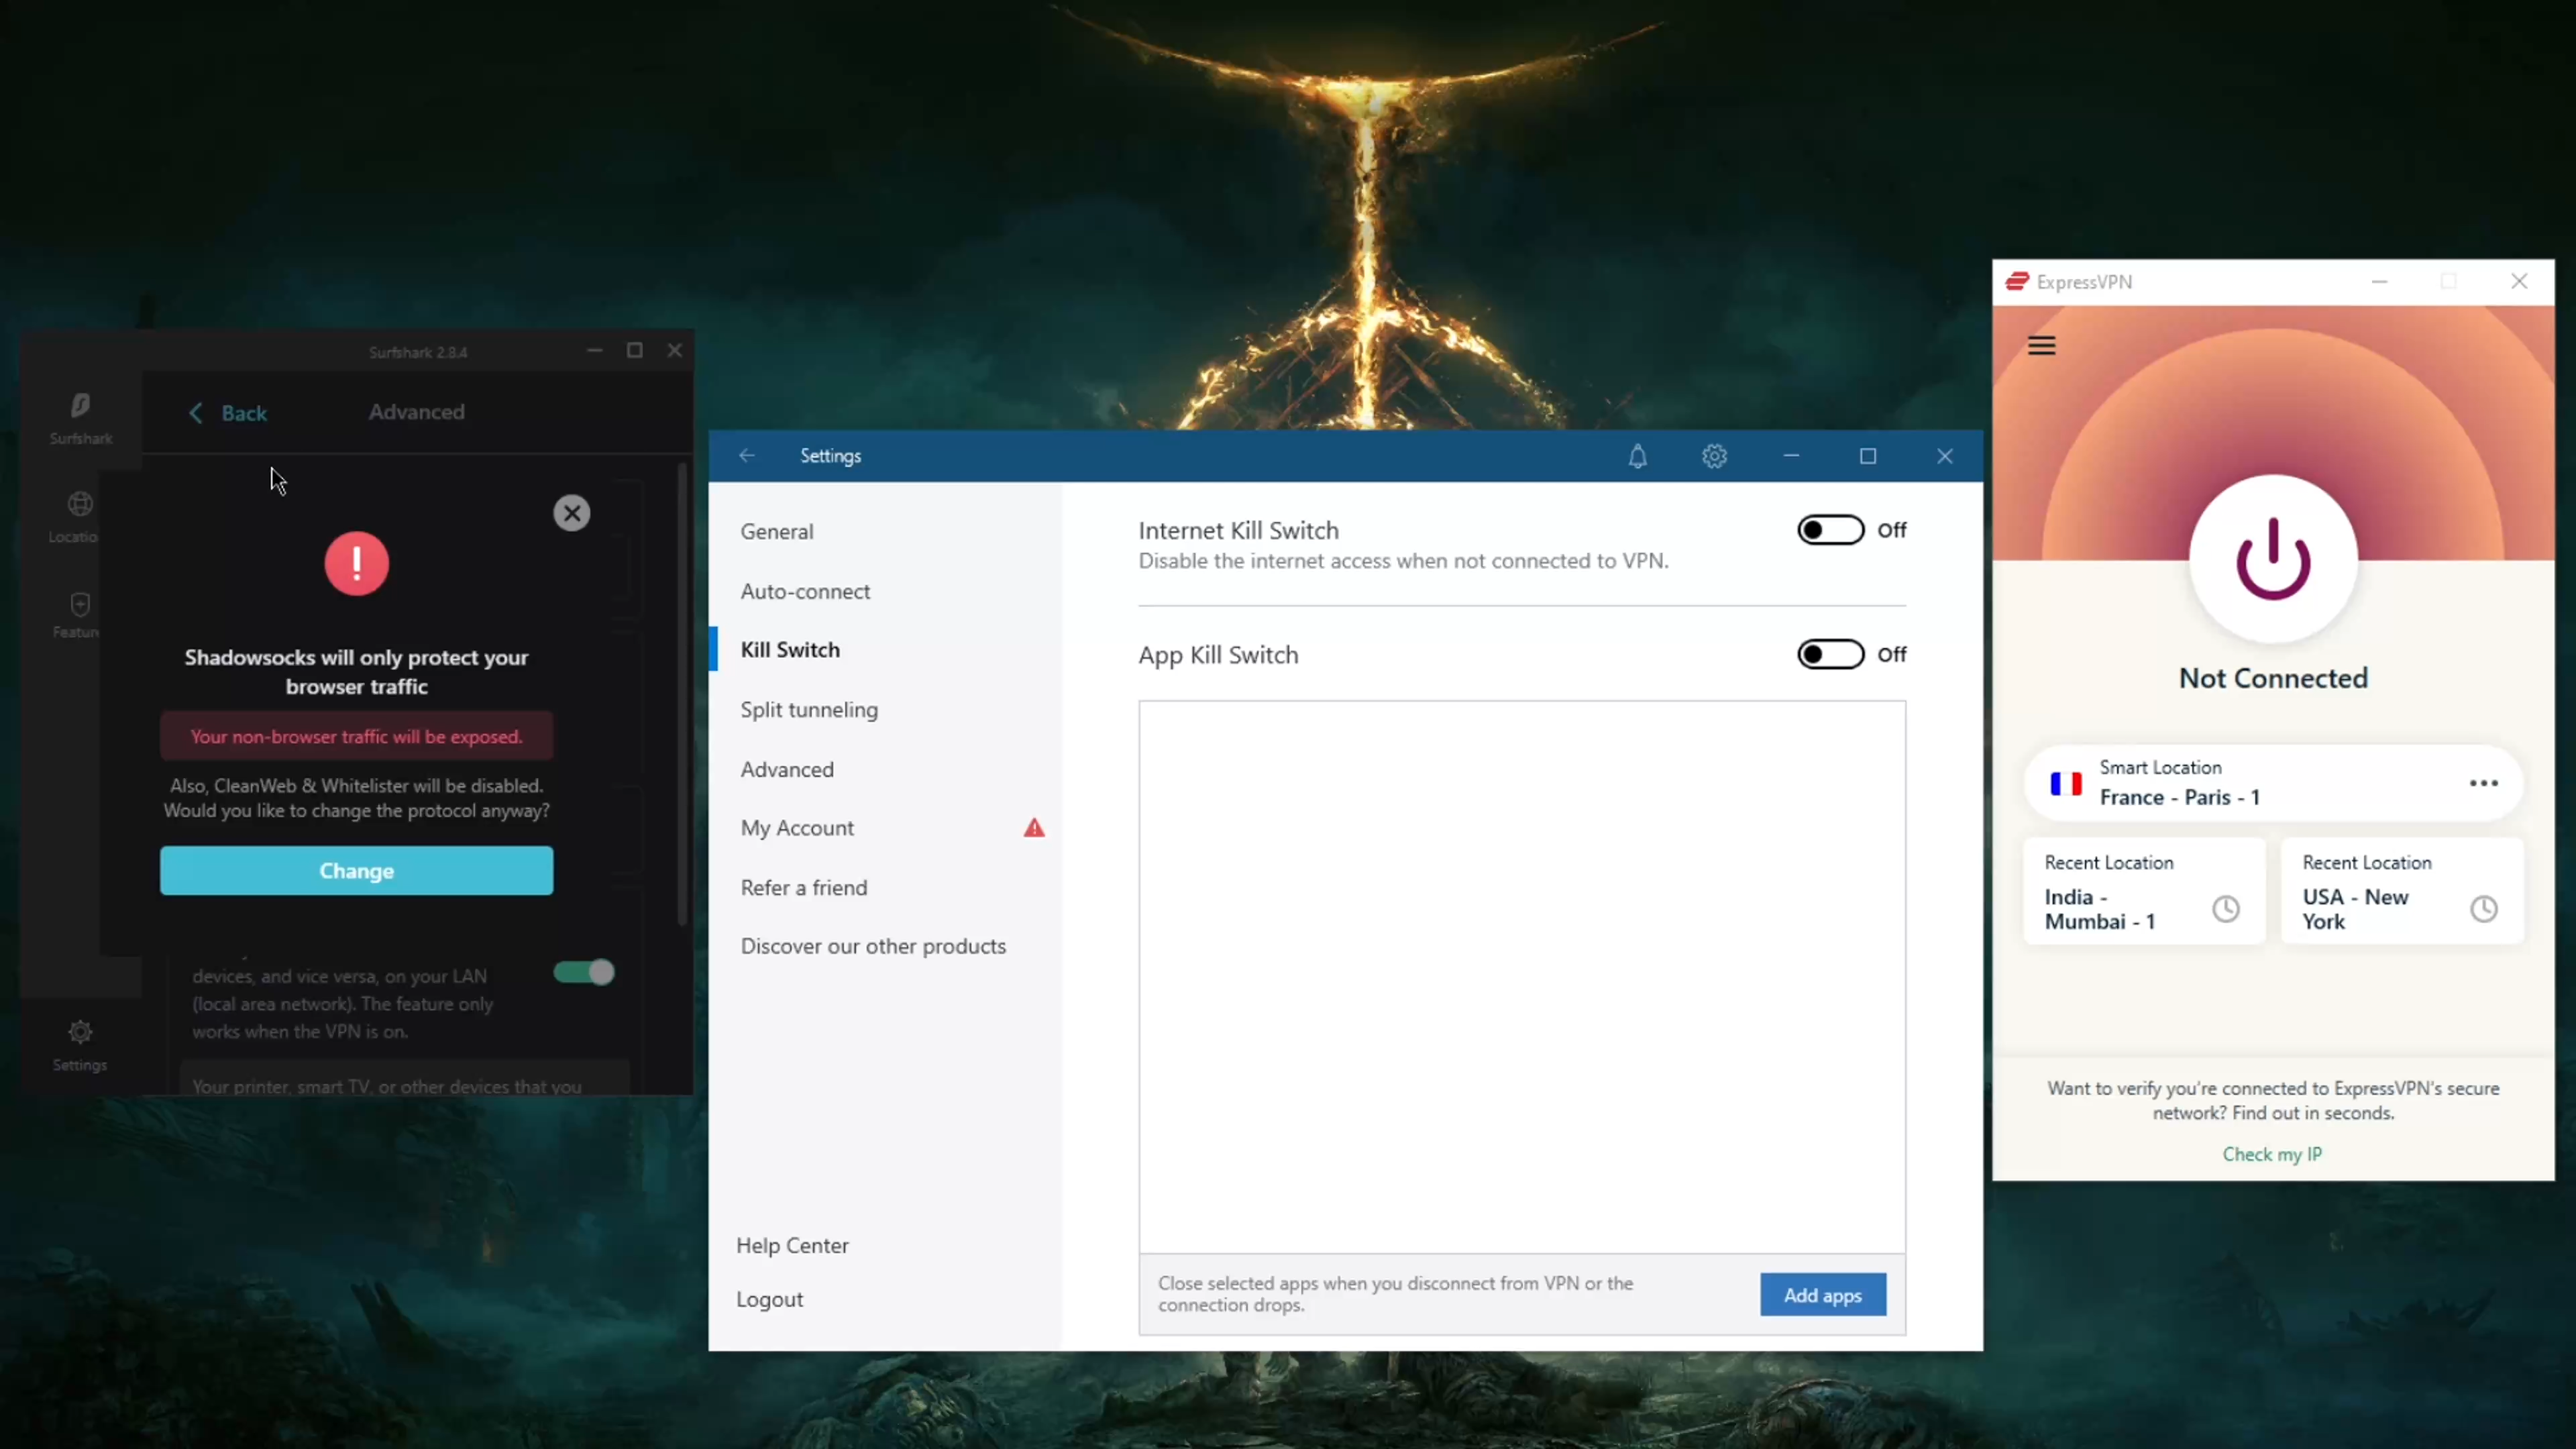 Surfshark 2.8.4
Surfshark
Back
Advanced
Locatio
Featur
Shadowsocks will only protect your
browser traffic
Your non-browser traffic will be exposed.
Also, CleanWeb & Whitelister will be disabled.
Would you like to change the protocol anyway?
Change
devices, and vice versa, on your LAN
(local area network). The feature only
works when the VPN is on.
Settings
Your printer, smart TV, or other devices that you
Settings
General
Auto-connect
Kill Switch
Split tunneling
Advanced
My Account
Refer a friend
Discover our other products
Help Center
Logout
Internet Kill Switch
Off
Disable the internet access when not connected to VPN.
App Kill Switch
Off
Close selected apps when you disconnect from VPN or the
connection drops.
Add apps
ExpressVPN
Not Connected
Smart Location
France - Paris - 1
Recent Location
India -
Mumbai - 1
Recent Location
USA - New
York
Want to verify you're connected to ExpressVPN's secure
network? Find out in seconds.
Check my IP